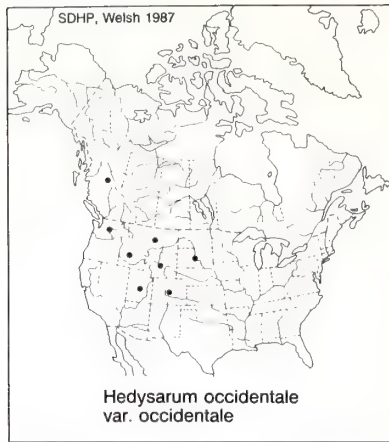 SDHP, Welsh 1987
Hedysarum occidentale
var. occidentale